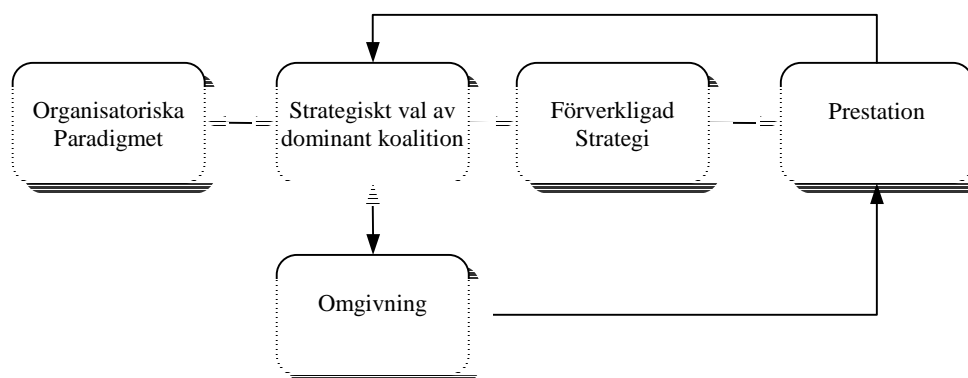 Organisatoriska
Paradigmet
Strategiskt val av
dominant koalition
Förverkligad
Strategi
Prestation
Omgivning